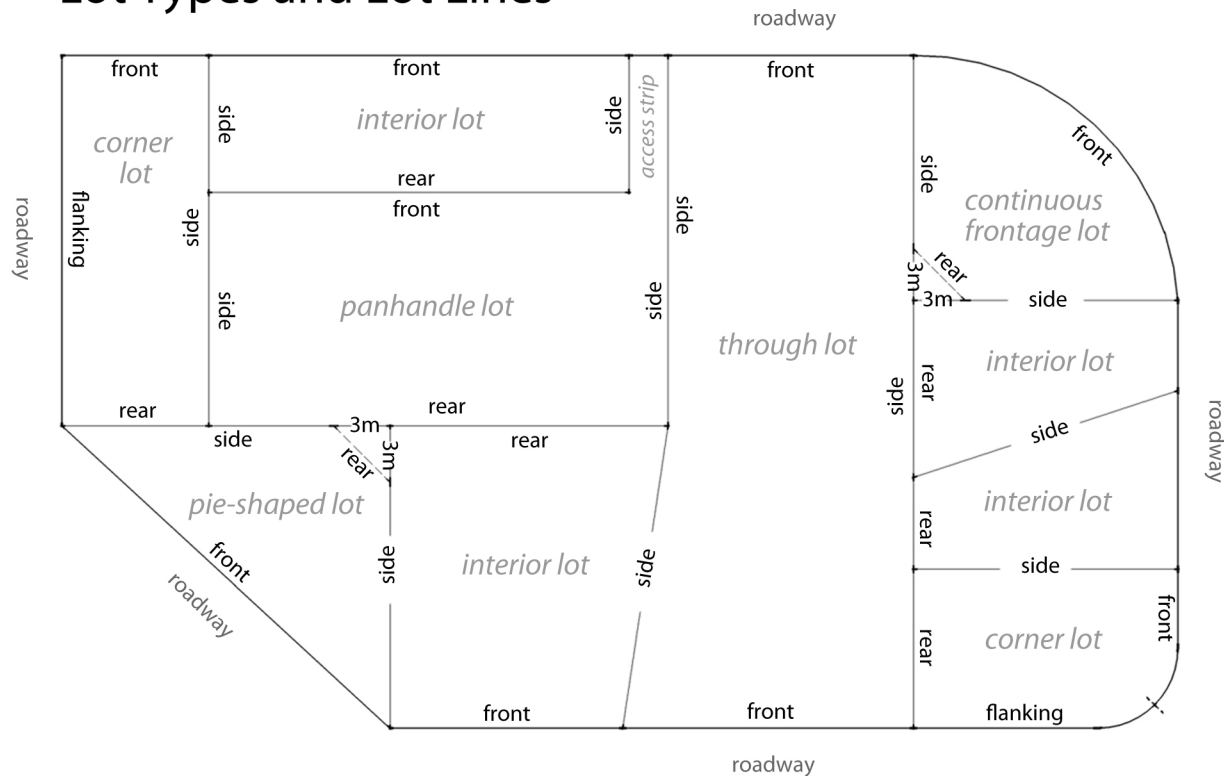 Lot Types and Lot Lines
roadway
front
front
front
corner
lot
side
interior lot
side
access strip
front
flanking
rear
side
continuous
frontage lot
roadway
side
front
side
rear
3m
3m
side
side
panhandle lot
side
through lot
interior lot
rear
side
side
roadway
rear
rear
side
3m
3m
rear
rear
pie-shaped lot
interior lot
rear
front
side
interior lot
side
side
roadway
front
rear
corner lot
front
front
flanking
roadway